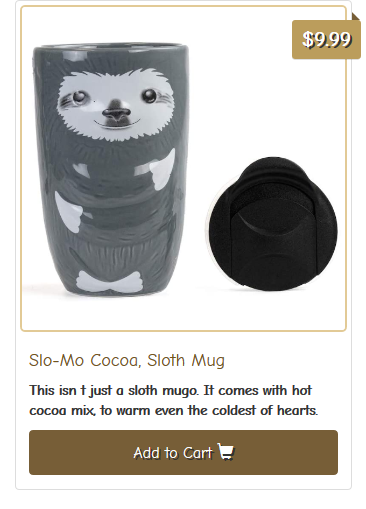 $9.99
Slo-Mo Cocoa, Sloth Mug
This isn t just a sloth mugo. It comes with hot
cocoa mix, to warm even the coldest of hearts.
Add to Cart